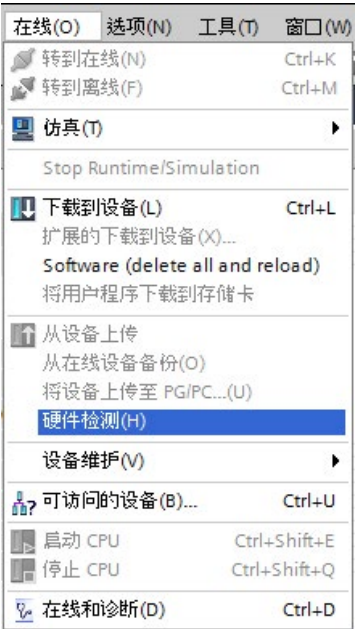 在线(O) 选项(N) 工具(T) 窗口(W)
转到在线(N) Ctrl+K
转到离线(F) Ctrl+M
仿真(T)
Stop Runtime/Simulation
下载到设备(L) Ctrl+L
扩展的下载到设备(X)...
Software (delete all and reload)
将用户程序下载到存储卡
从设备上传
从在线设备备份(O)
将设备上传至 PG/PC...(U)
硬件检测(H)
设备维护(V)
可访问的设备(B)... Ctrl+U
启动 CPU Ctrl+Shift+E
停止 CPU Ctrl+Shift+Q
在线和诊断(D) Ctrl+D